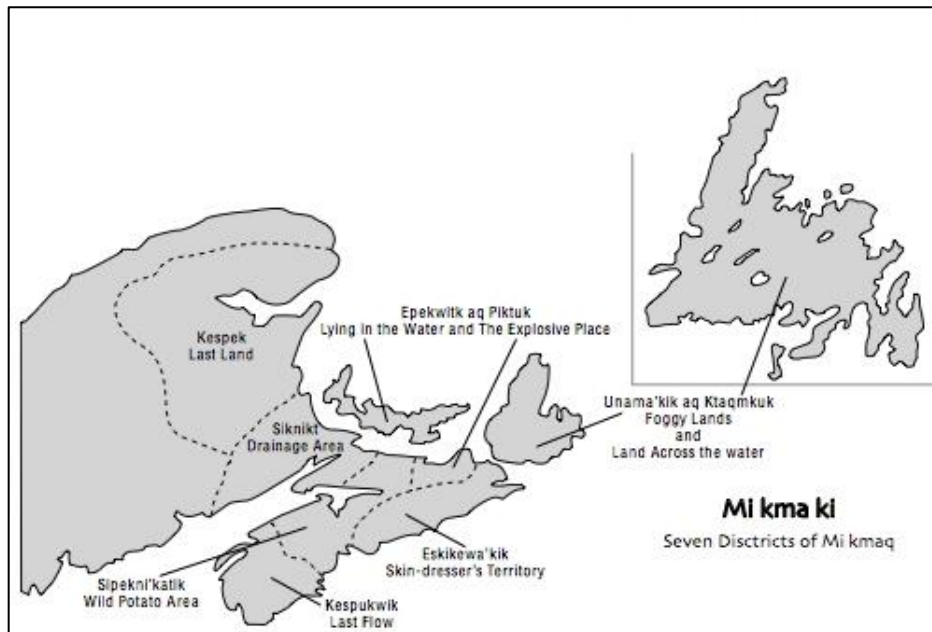 Epekwitk aq Piktuk
Lying in the Water and The Explosive Place
Kespek
Last Land
Unama'kik aq Ktaqmkuk
Foggy Lands
and
Land Across the water
Siknikt
Drainage Area
Mi kma ki
Seven Disctricts of Mi kmaq
Eskikewa'kik
Skin-dresser's Territory
Sipekni'katik
Wild Potato Area
Kespukwik
Last Flow